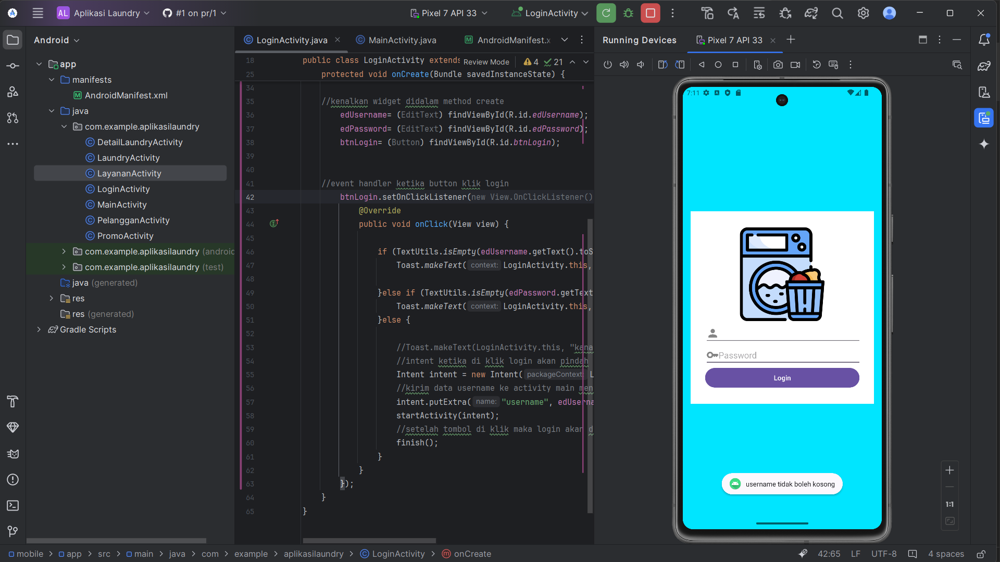 AL Aplikasi Laundry
#1 on pr/1
Pixel 7 API 33
LoginActivity
Android
app
manifests
AndroidManifest.xml
java
com.example.aplikasilaundry
DetailLaundryActivity
LaundryActivity
LayananActivity
LoginActivity
MainActivity
PelangganActivity
PromoActivity
com.example.aplikasilaundry (androic
com.example.aplikasilaundry (test)
java (generated)
res
res (generated)
Gradle Scripts
LoginActivity.java
MainActivity.java
AndroidManifest.x
18 public class LoginActivity extends Review Mode 4 21
25 protected void onCreate(Bundle savedInstanceState) {
34
35 //kenalkan widget didalam method create
36 edUsername= (EditText) findViewById(R.id.edUsername);
37 edPassword= (EditText) findViewById(R.id.edPassword);
38 btnLogin= (Button) findViewById(R.id.btnLogin);
39
40
41 //event handler ketika button klik login
42 btnLogin.setOnClickListener(new View.OnClickListener()
43 @Override
44 public void onClick(View view) {
45
46 if (TextUtils.isEmpty(edUsername.getText().toS
47 Toast.makeText( context: LoginActivity.this,
48
49 }else if (TextUtils.isEmpty(edPassword.getText
50 Toast.makeText( context: LoginActivity.this,
51 }else {
52
53 //Toast.makeText(LoginActivity.this, "kana
54 //intent ketika di klik login akan pindah
55 Intent intent = new Intent( packageContext: L
56 //kirim data username ke activity main men
57 intent.putExtra( name: "username", edUserna
58 startActivity(intent);
59 //setelah tombol di klik maka login akan d
60 finish();
61 }
62 }
63 });
64 }
65 }
Running Devices
Pixel 7 API 33
7:11
Password
Login
username tidak boleh kosong
1:1
mobile > app > src > main > java > com > example > aplikasilaundry > LoginActivity > onCreate
42:65 LF UTF-8 4 spaces